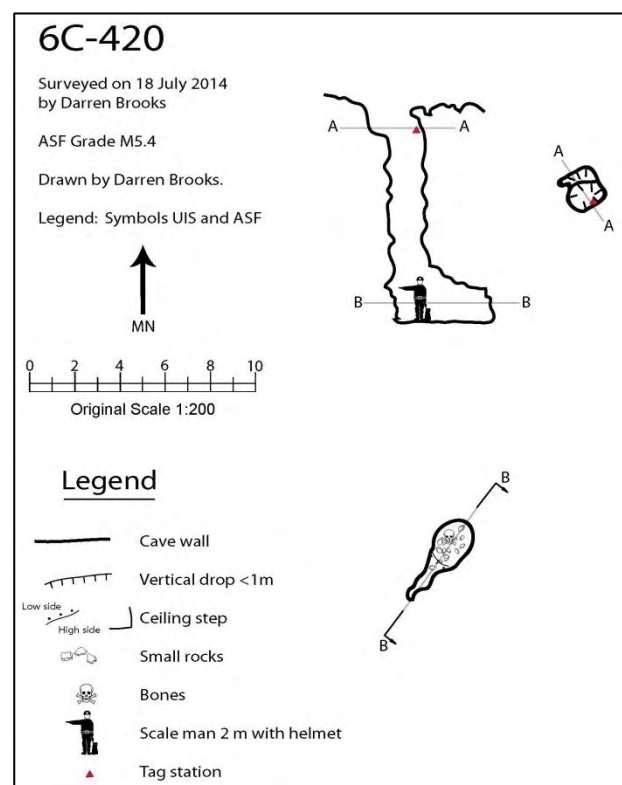 6C-420
Surveyed on 18 July 2014
by Darren Brooks
ASF Grade M5.4
Drawn by Darren Brooks.
Legend: Symbols UIS and ASF
MN
0 2 4 6 8 10
Original Scale 1:200
A A
B B
A
A
B
B
Legend
Cave wall
Vertical drop <1m
Low side
High side
Ceiling step
Small rocks
Bones
Scale man 2 m with helmet
Tag station